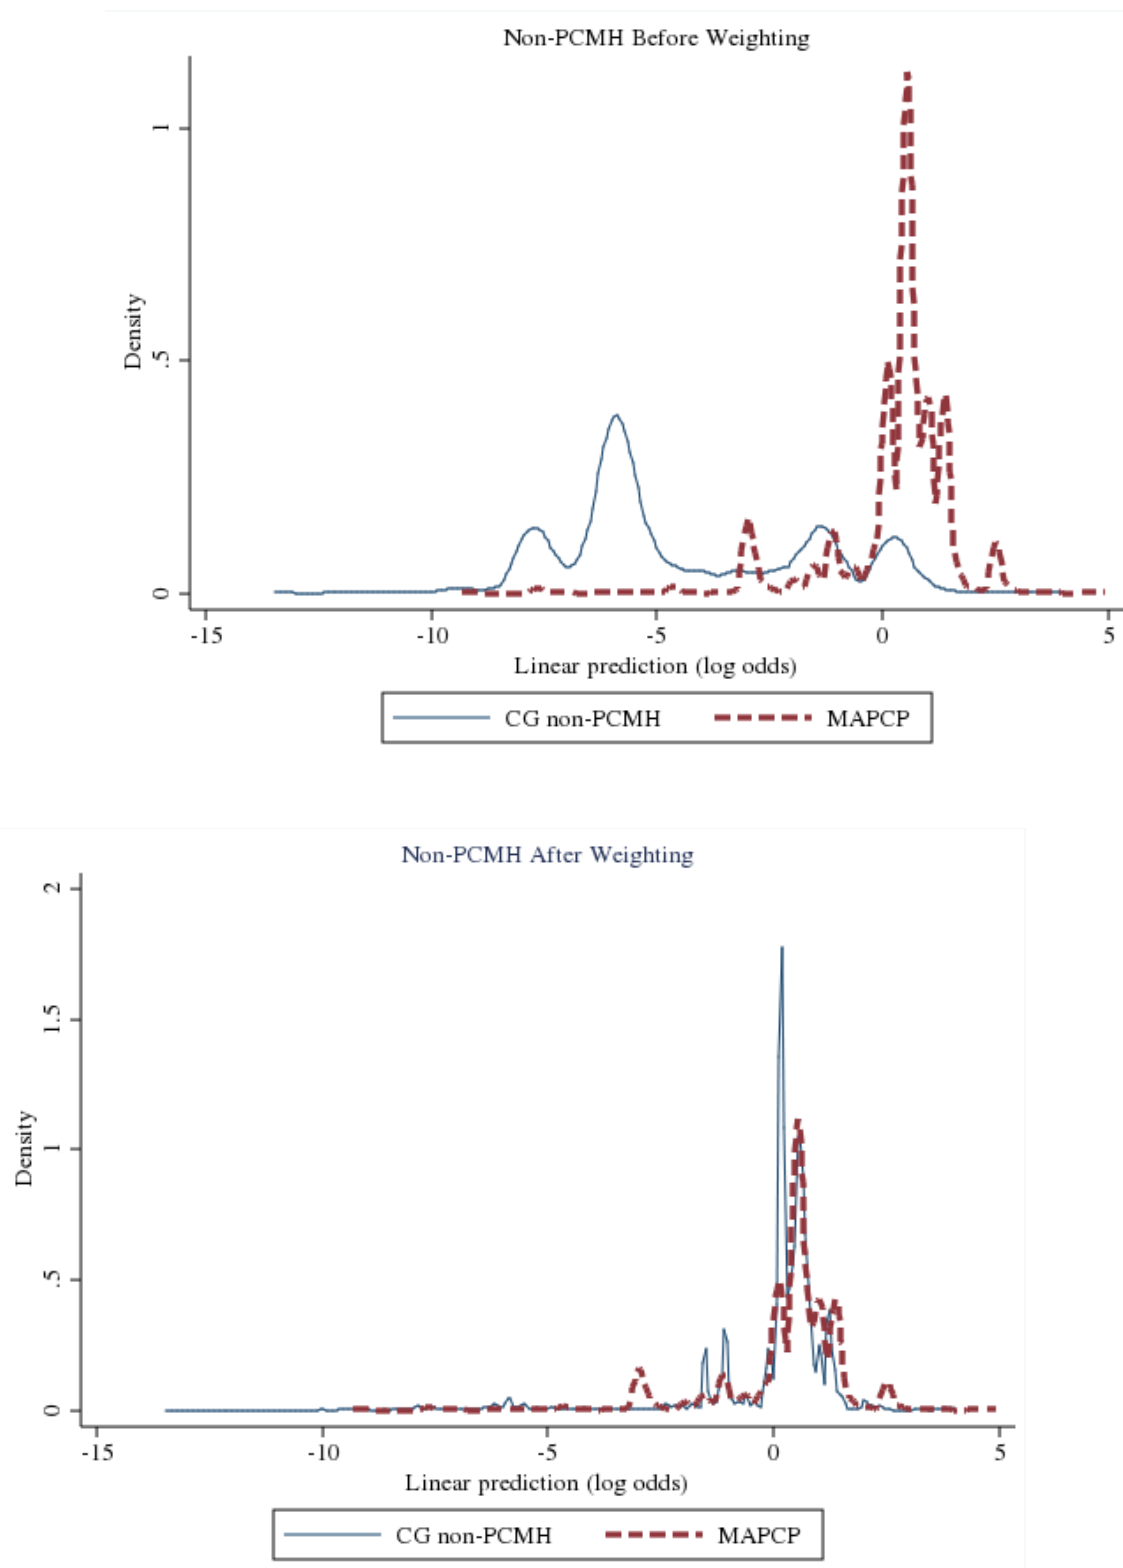 Non-PCMH Before Weighting
1
.5
0
Density
-15 -10 -5 0 5
Linear prediction (log odds)
CG non-PCMH MAPCP
Non-PCMH After Weighting
2
1.5
1
.5
0
Density
-15 -10 -5 0 5
Linear prediction (log odds)
CG non-PCMH MAPCP